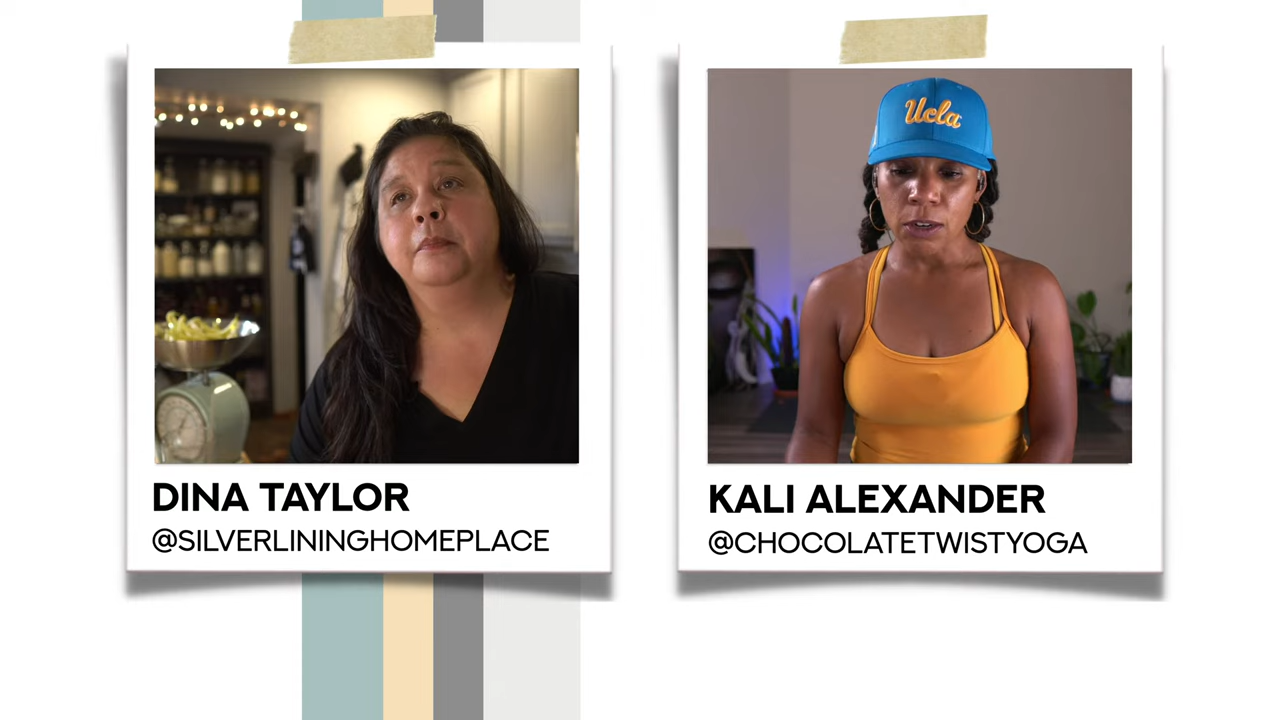 Ucla
DINA TAYLOR
@SILVERLININGHOMEPLACE
KALI ALEXANDER
@CHOCOLATETWISTYOGA